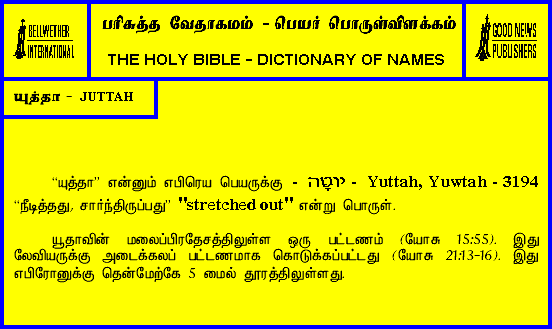 BELLWETHER
INTERNATIONAL
பரிசுத்த வேதாகமம் - பெயர் பொருள்விளக்கம்
THE HOLY BIBLE - DICTIONARY OF NAMES
GOOD NEWS
PUBLISHERS
யுத்தா - JUTTAH
“யுத்தா” என்னும் எபிரெய பெயருக்கு - יוּטָּה - Yuttah, Yuwtah - 3194
“நீடித்தது, சார்ந்திருப்பது” "stretched out" என்று பொருள்.
யூதாவின் மலைப்பிரதேசத்திலுள்ள ஒரு பட்டணம் (யோசு 15:55). இது
லேவியருக்கு அடைக்கலப் பட்டணமாக கொடுக்கப்பட்டது (யோசு 21:13-16). இது
எபிரோனுக்கு தென்மேற்கே 5 மைல் தூரத்திலுள்ளது.